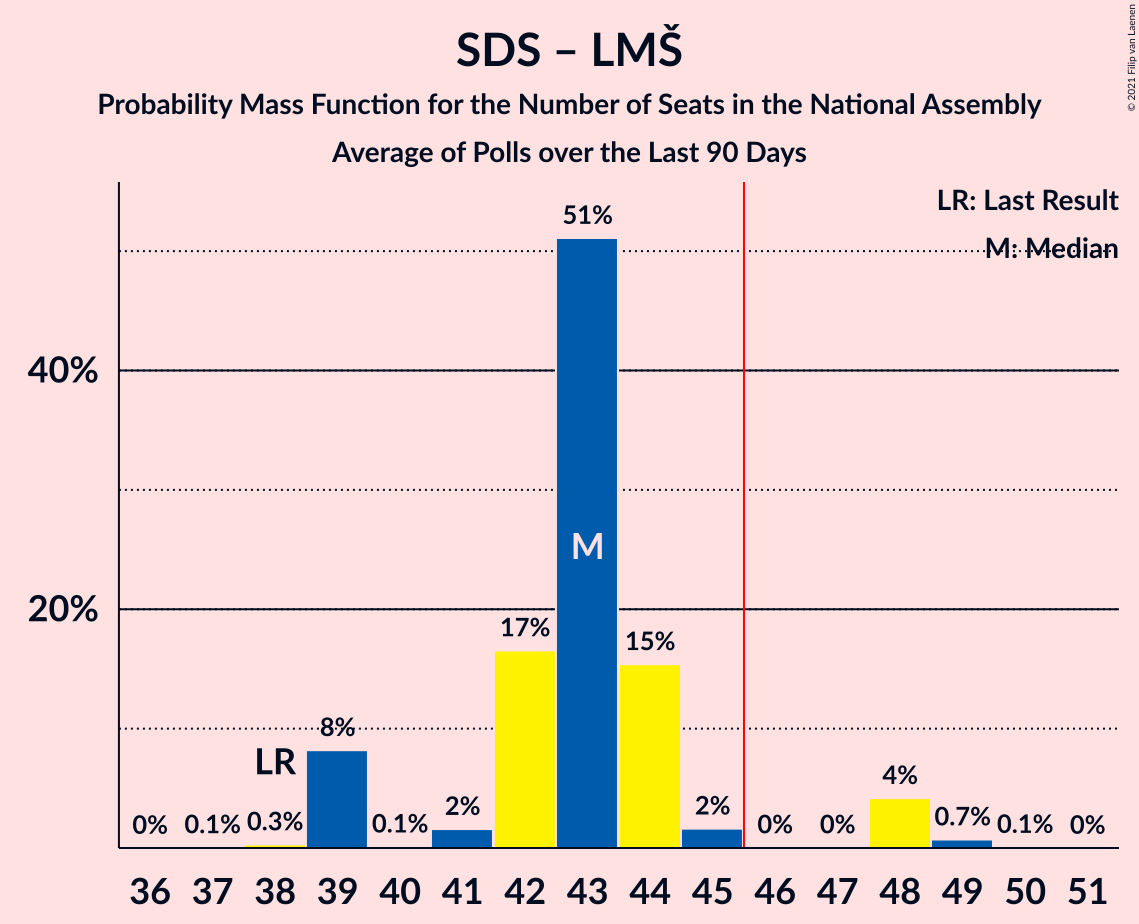 SDS – LMŠ
Probability Mass Function for the Number of Seats in the National Assembly
Average of Polls over the Last 90 Days
© 2021 Filip van Laenen
LR: Last Result
M: Median
40%
20%
0% 0.1% 0.3% 8% 0.1% 2% 17% 51% 15% 2% 0% 0% 4% 0.7% 0.1% 0%
LR
M
36 37 38 39 40 41 42 43 44 45 46 47 48 49 50 51